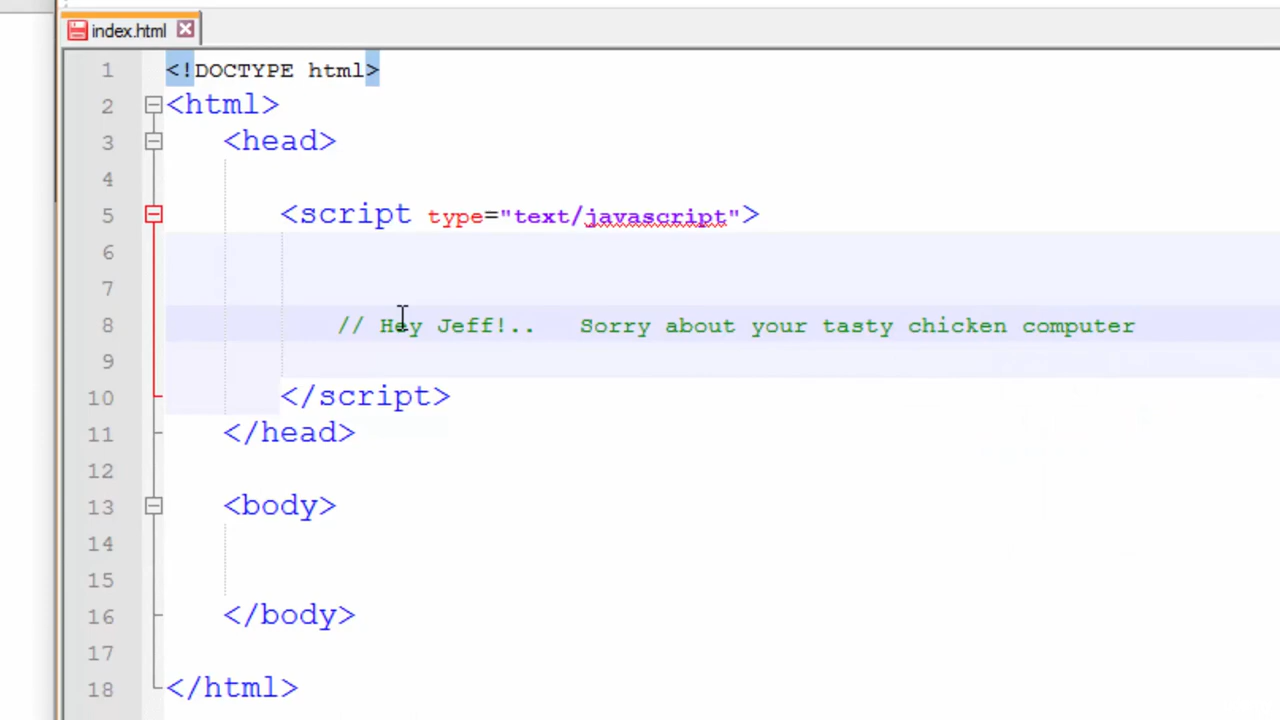 index.html
1 <!DOCTYPE html>
2 <html>
3 <head>
4
5 <script type="text/javascript">
6
7
8 // Hey Jeff!..   Sorry about your tasty chicken computer
9
10 </script>
11 </head>
12
13 <body>
14
15
16 </body>
17
18 </html>